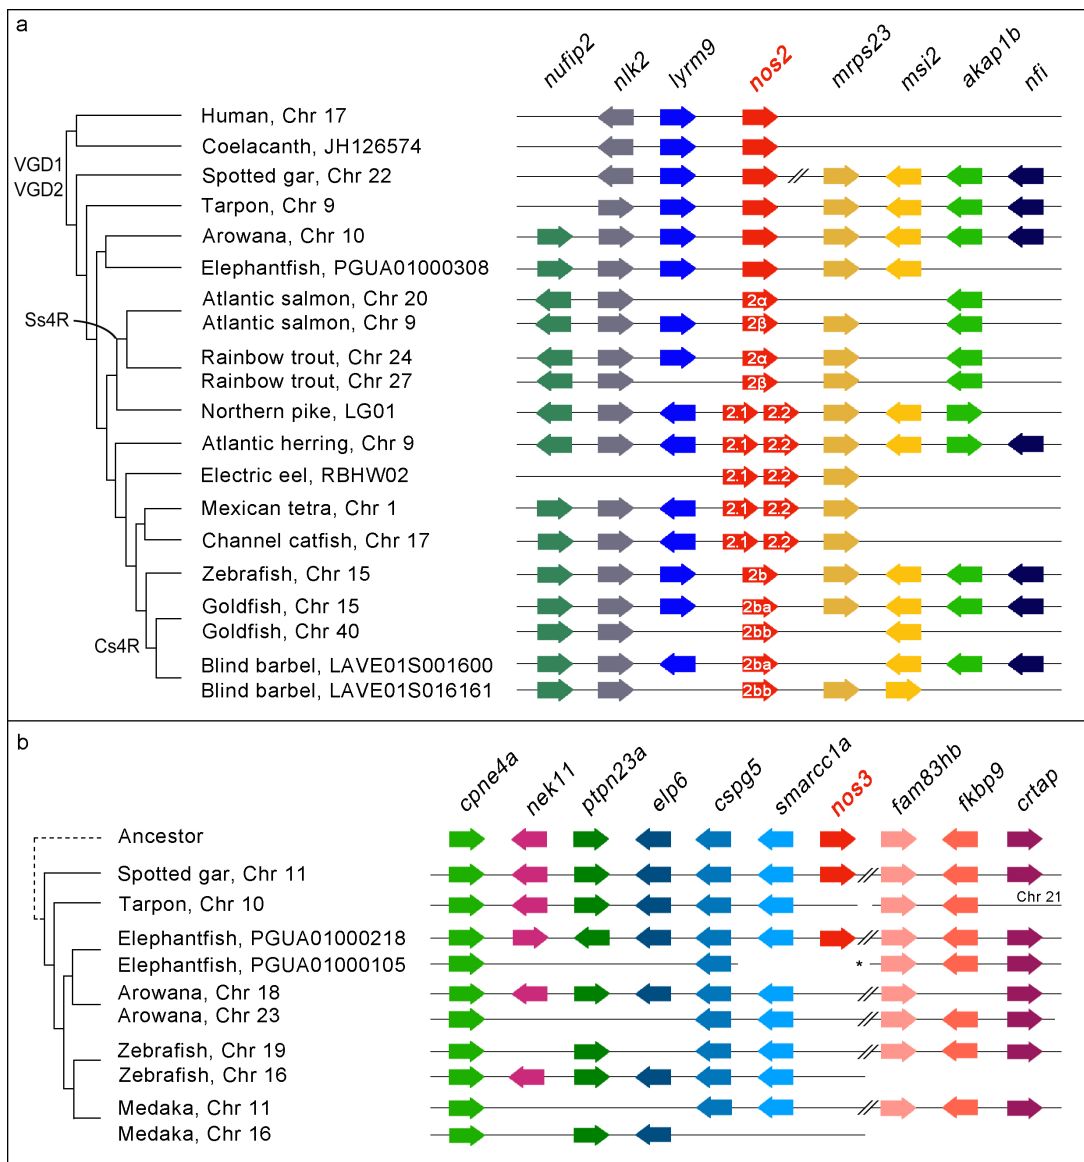 a
nufip2 nlk2 lyrm9 nos2 mrps23 msi2 akap1b nfi
Human, Chr 17
Coelacanth, JH126574
VGD1
VGD2
Spotted gar, Chr 22
Tarpon, Chr 9
Arowana, Chr 10
Elephantfish, PGUA01000308
Atlantic salmon, Chr 20 2α
Ss4R
Atlantic salmon, Chr 9 2β
Rainbow trout, Chr 24 2α
Rainbow trout, Chr 27 2β
Northern pike, LG01 2.1 2.2
Atlantic herring, Chr 9 2.1 2.2
Electric eel, RBHW02 2.1 2.2
Mexican tetra, Chr 1 2.1 2.2
Channel catfish, Chr 17 2.1 2.2
Zebrafish, Chr 15 2b
Goldfish, Chr 15 2ba
Goldfish, Chr 40 2bb
Cs4R
Blind barbel, LAVE01S001600 2ba
Blind barbel, LAVE01S016161 2bb
b
cpne4a nek11 ptpn23a elp6 cspg5 smarcc1a nos3 fam83hb fkbp9 crtap
Ancestor
Spotted gar, Chr 11
Tarpon, Chr 10 Chr 21
Elephantfish, PGUA01000218
Elephantfish, PGUA01000105 *
Arowana, Chr 18
Arowana, Chr 23
Zebrafish, Chr 19
Zebrafish, Chr 16
Medaka, Chr 11
Medaka, Chr 16